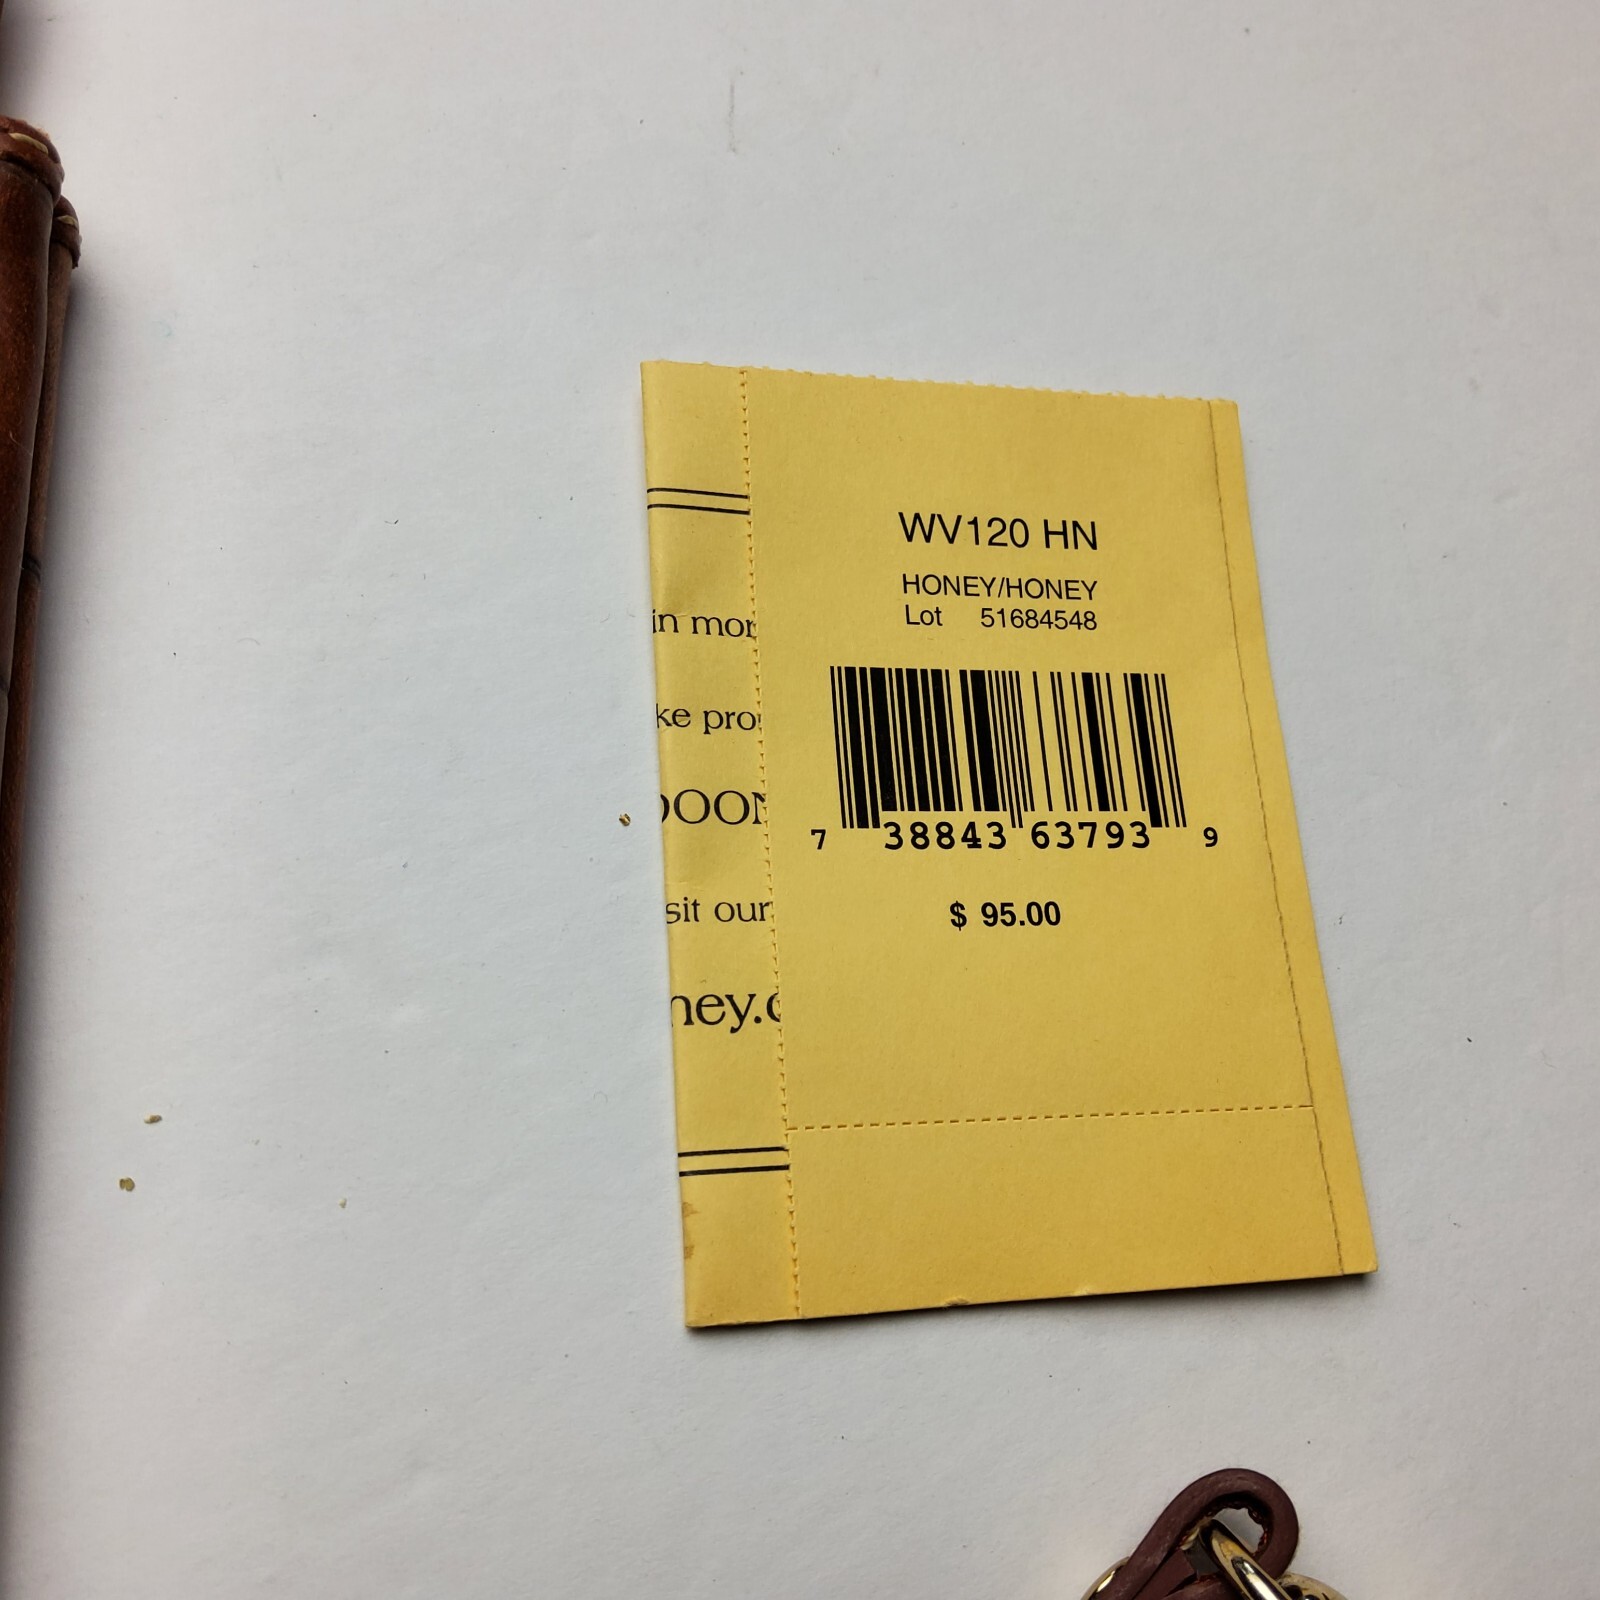 in mor
ke pro
DOON
sit our
ney.c
WV120 HN
HONEY/HONEY
Lot 51684548
7 38843 63793 9
$ 95.00